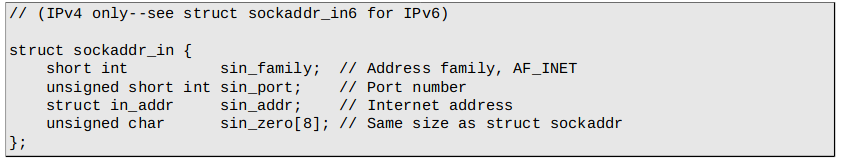 // (IPv4 only--see struct sockaddr_in6 for IPv6)

struct sockaddr_in {
    short int          sin_family;  // Address family, AF_INET
    unsigned short int sin_port;    // Port number
    struct in_addr     sin_addr;    // Internet address
    unsigned char      sin_zero[8]; // Same size as struct sockaddr
};